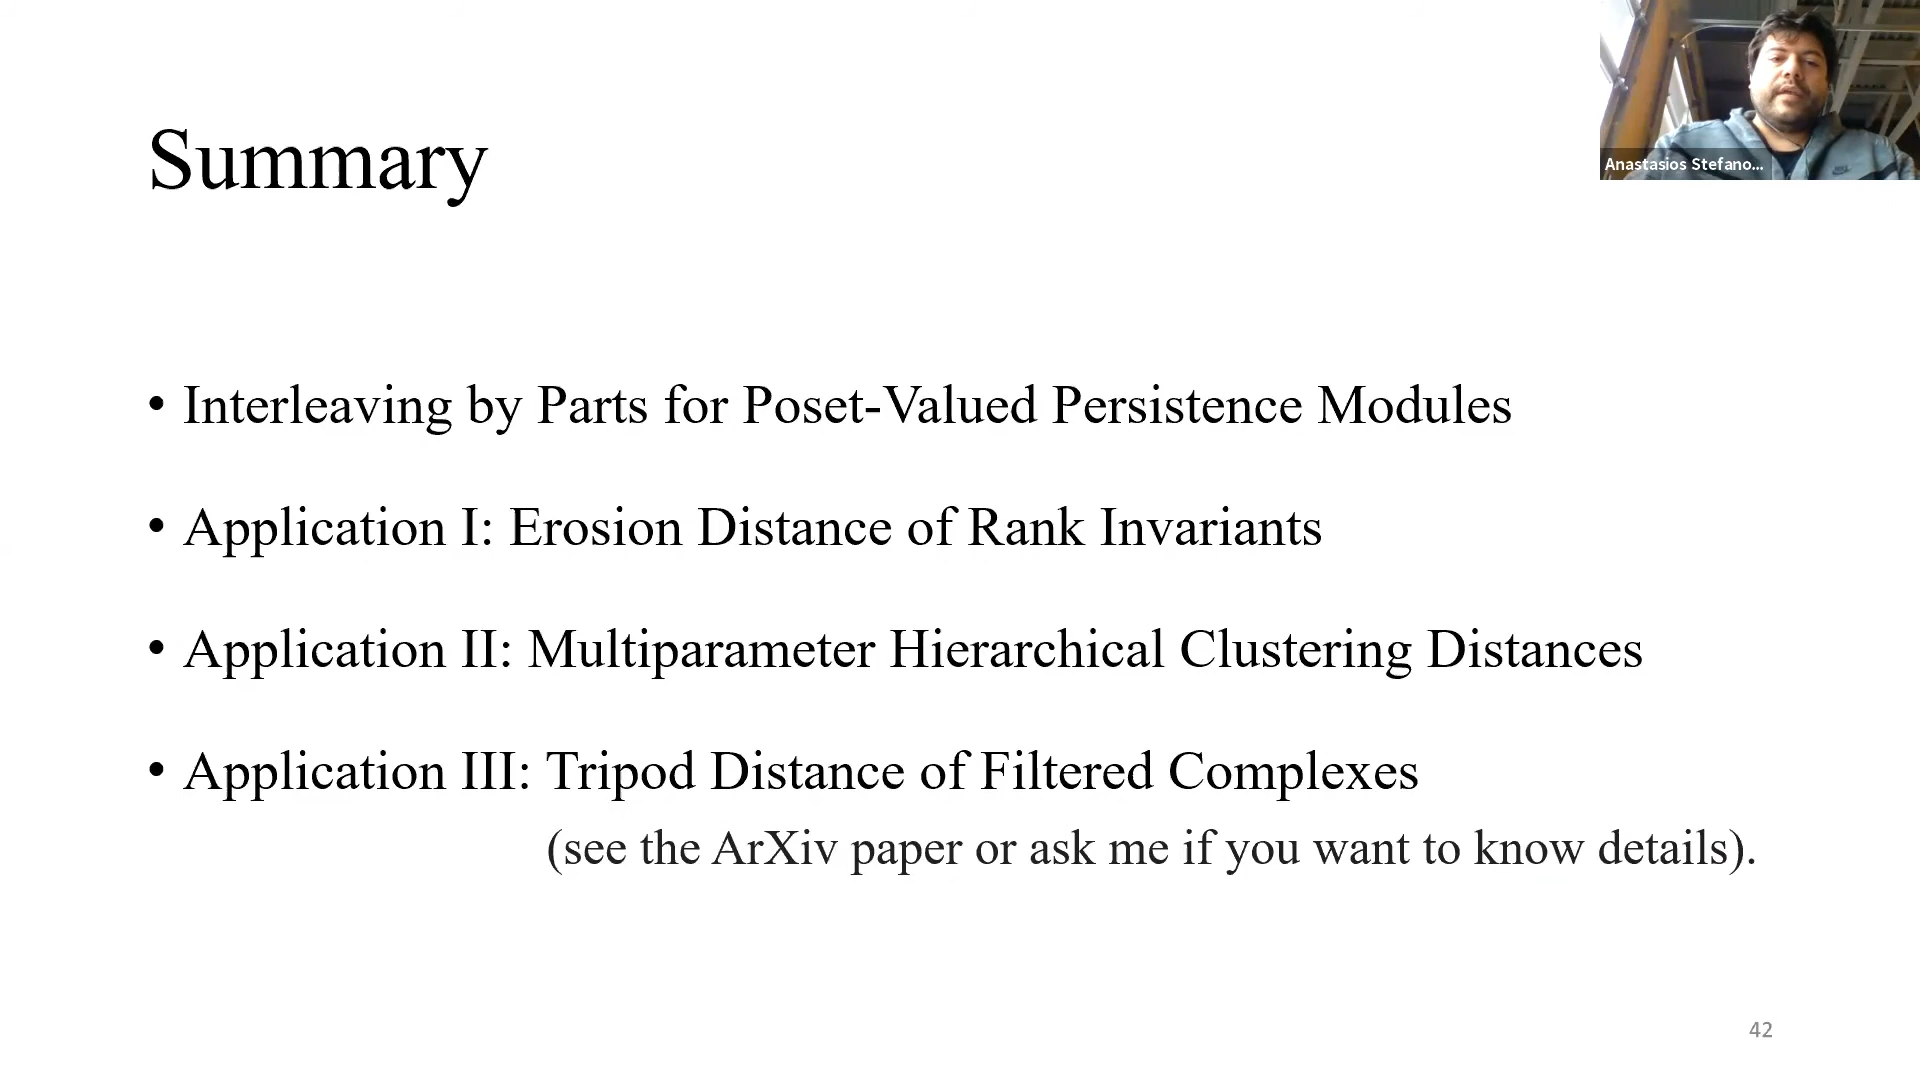 Anastasios Stefano...
Summary
• Interleaving by Parts for Poset-Valued Persistence Modules
• Application I: Erosion Distance of Rank Invariants
• Application II: Multiparameter Hierarchical Clustering Distances
• Application III: Tripod Distance of Filtered Complexes
(see the ArXiv paper or ask me if you want to know details).
42